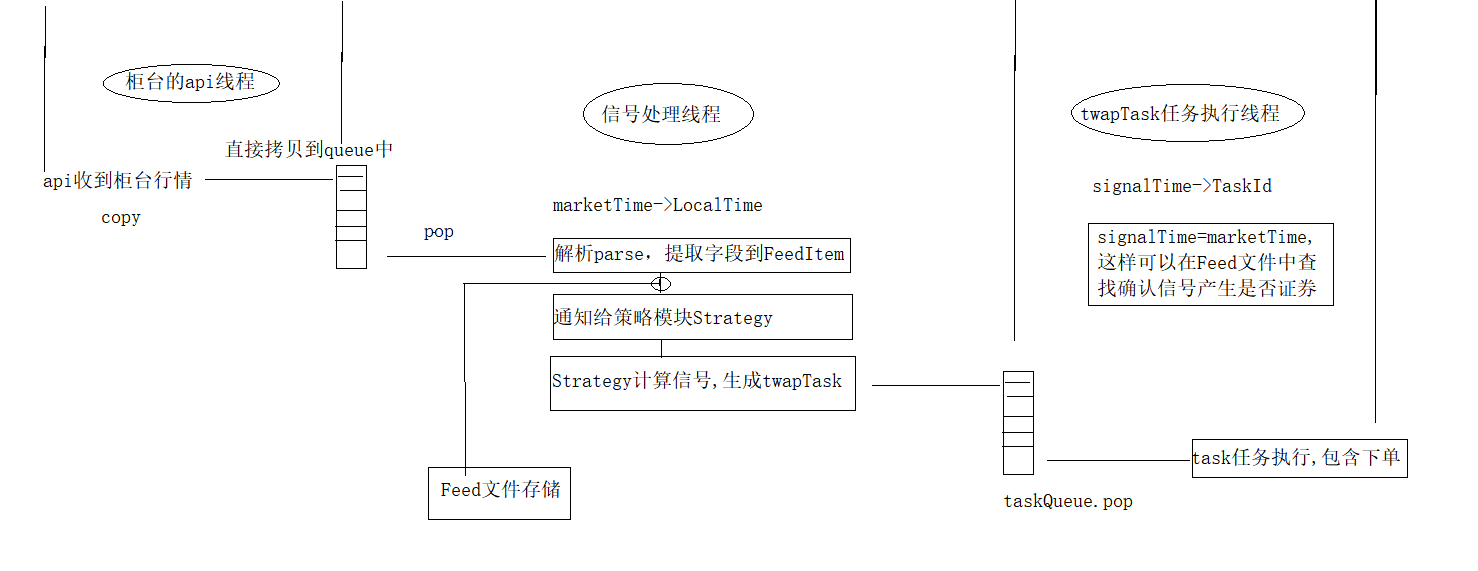 柜台的api线程
直接拷贝到queue中
api收到柜台行情
copy
信号处理线程
marketTime->LocalTime
pop
解析parse，提取字段到FeedItem
通知给策略模块Strategy
Strategy计算信号,生成twapTask
Feed文件存储
twapTask任务执行线程
signalTime->TaskId
signalTime=marketTime,
这样可以在Feed文件中查
找确认信号产生是否证券
task任务执行,包含下单
taskQueue.pop